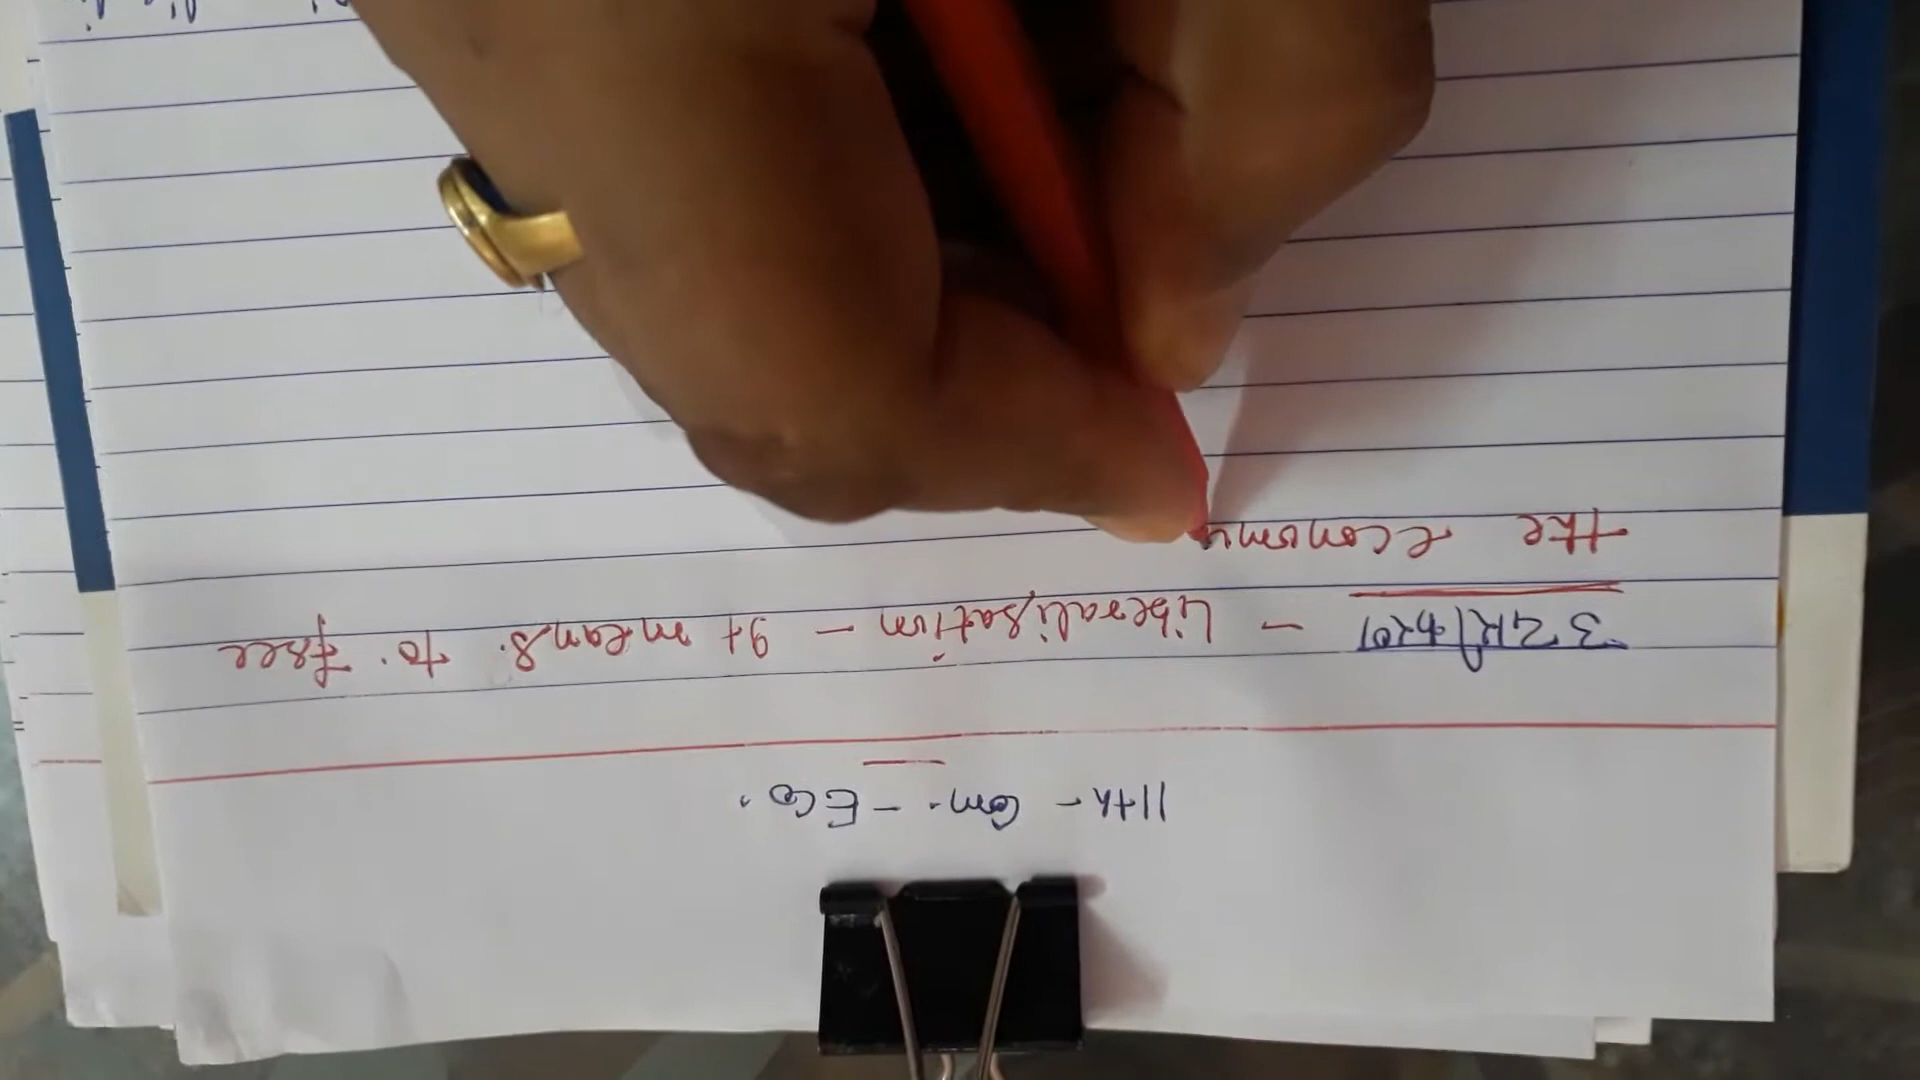 11th - Com. - Eco.
उदारीकरण - Liberalisation - It means to free
the econom